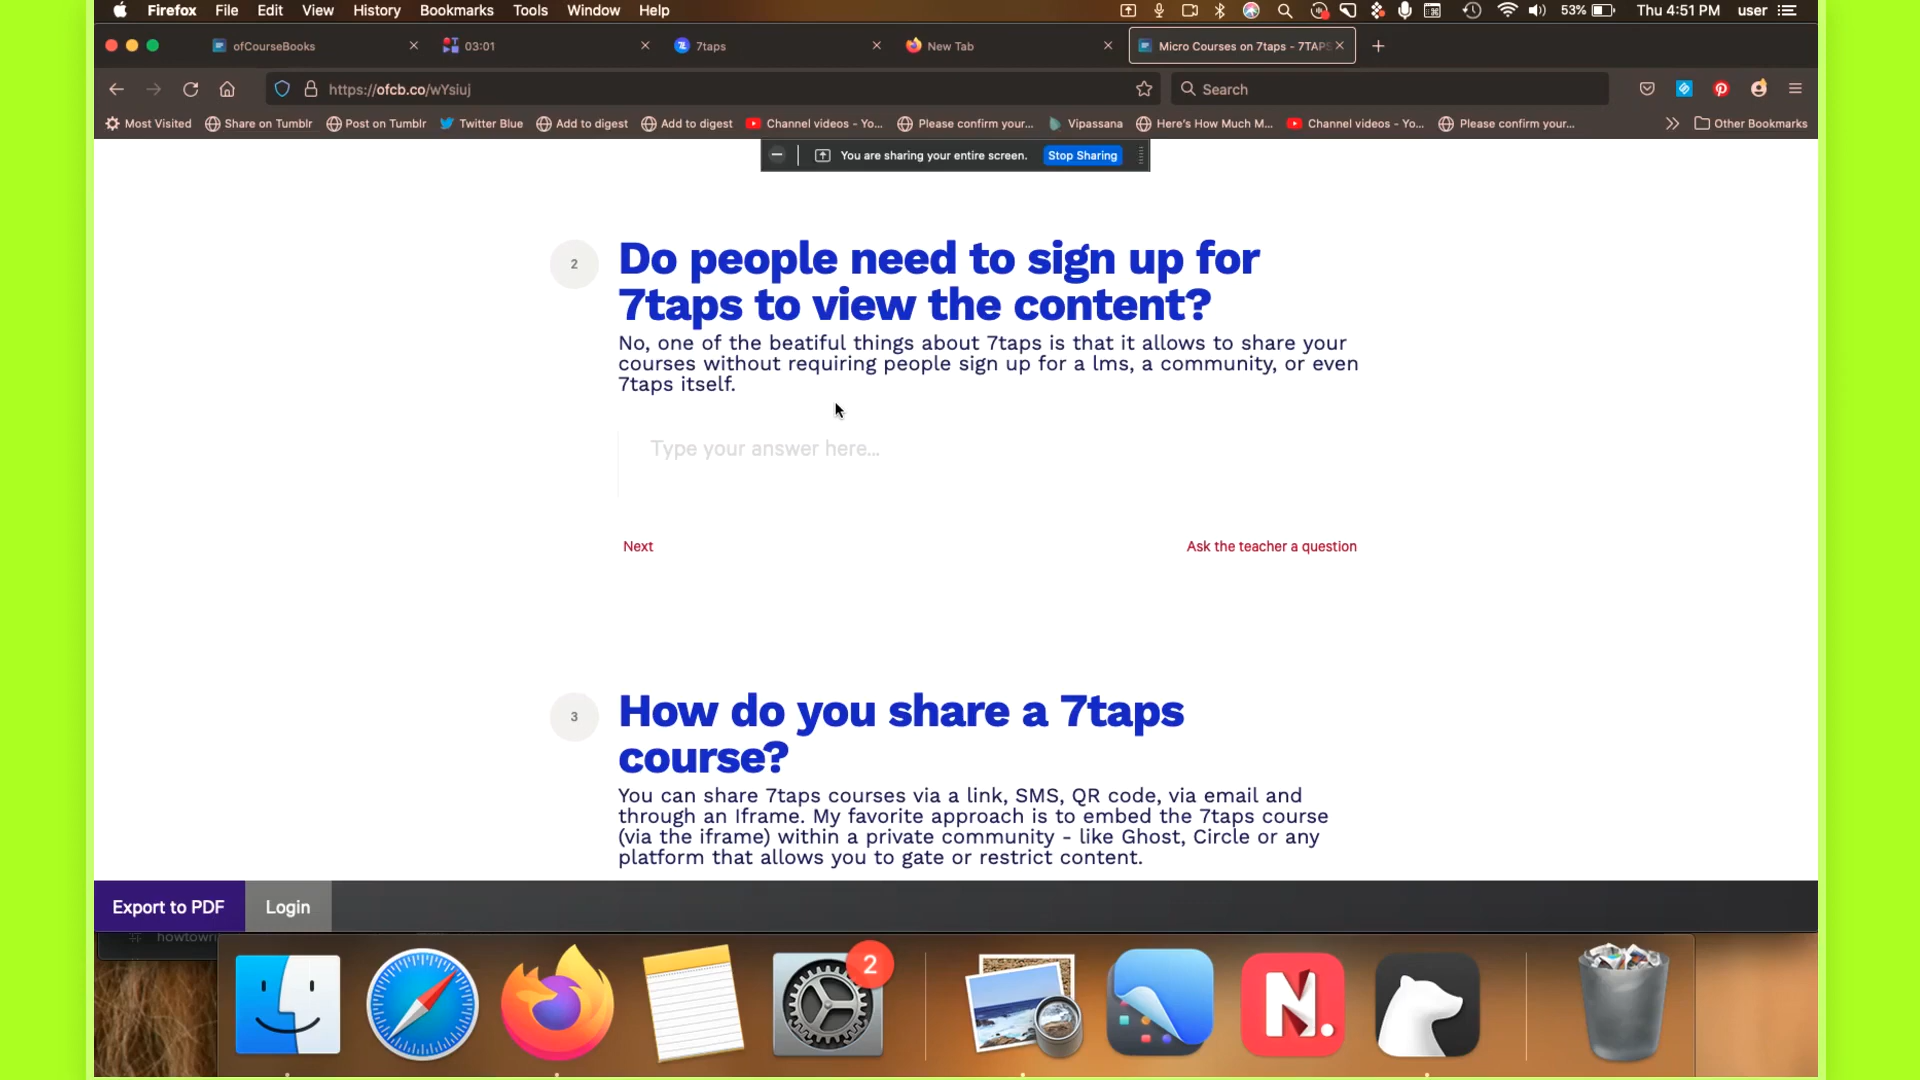 Firefox File Edit View History Bookmarks Tools Window Help 53% Thu 4:51 PM user
ofCourseBooks 03:01 7taps New Tab Micro Courses on 7taps - 7TAPS
https://ofcb.co/wYsiuj Search
Most Visited Share on Tumblr Post on Tumblr Twitter Blue Add to digest Add to digest Channel videos - Yo... Please confirm your... Vipassana Here's How Much M... Channel videos - Yo... Please confirm your... Other Bookmarks
You are sharing your entire screen. Stop Sharing
2
Do people need to sign up for
7taps to view the content?
No, one of the beatiful things about 7taps is that it allows to share your
courses without requiring people sign up for a lms, a community, or even
7taps itself.
Type your answer here...
Next Ask the teacher a question
3
How do you share a 7taps
course?
You can share 7taps courses via a link, SMS, QR code, via email and
through an Iframe. My favorite approach is to embed the 7taps course
(via the iframe) within a private community - like Ghost, Circle or any
platform that allows you to gate or restrict content.
Export to PDF Login
# howtowri
2
N.